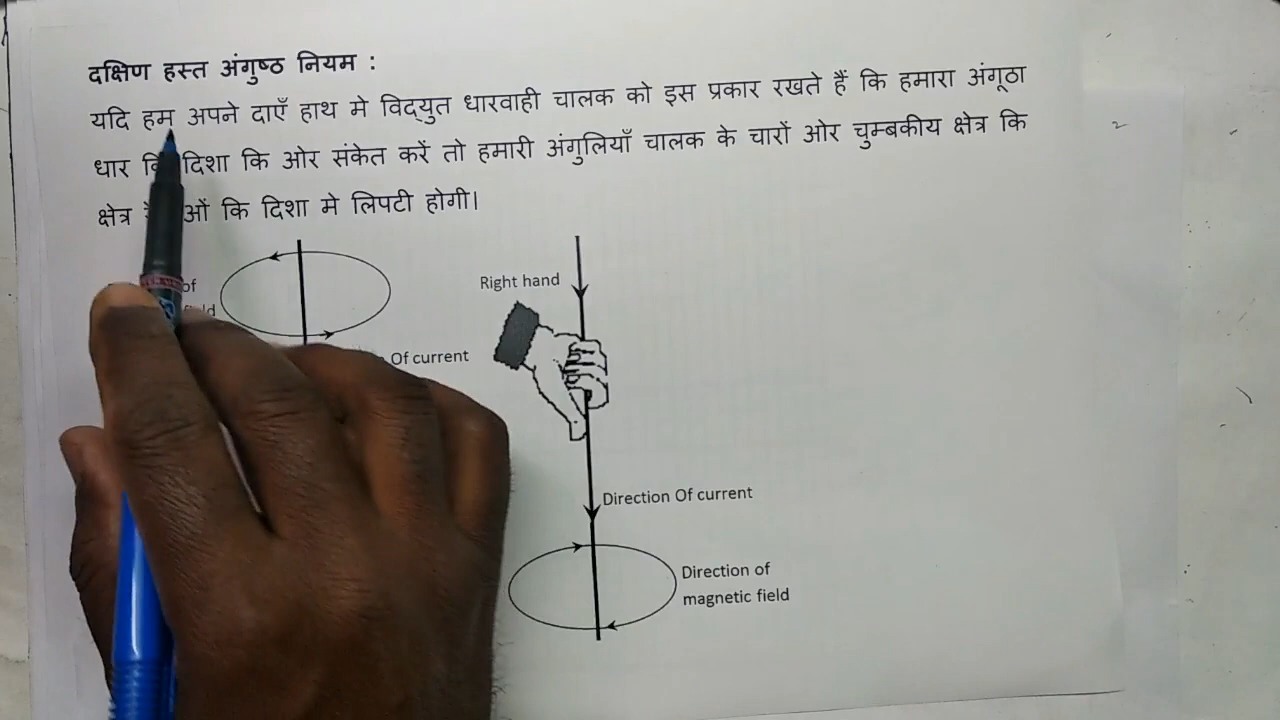 दक्षिण हस्त अंगुष्ठ नियम :
यदि हम अपने दाएँ हाथ मे विद्युत धारवाही चालक को इस प्रकार रखते हैं कि हमारा अंगूठा
धार दिशा कि ओर संकेत करें तो हमारी अंगुलियाँ चालक के चारों ओर चुम्बकीय क्षेत्र कि
क्षेत्र कि दिशा मे लिपटी होगी।
Right hand
of
Of current
Direction Of current
Direction of
magnetic field